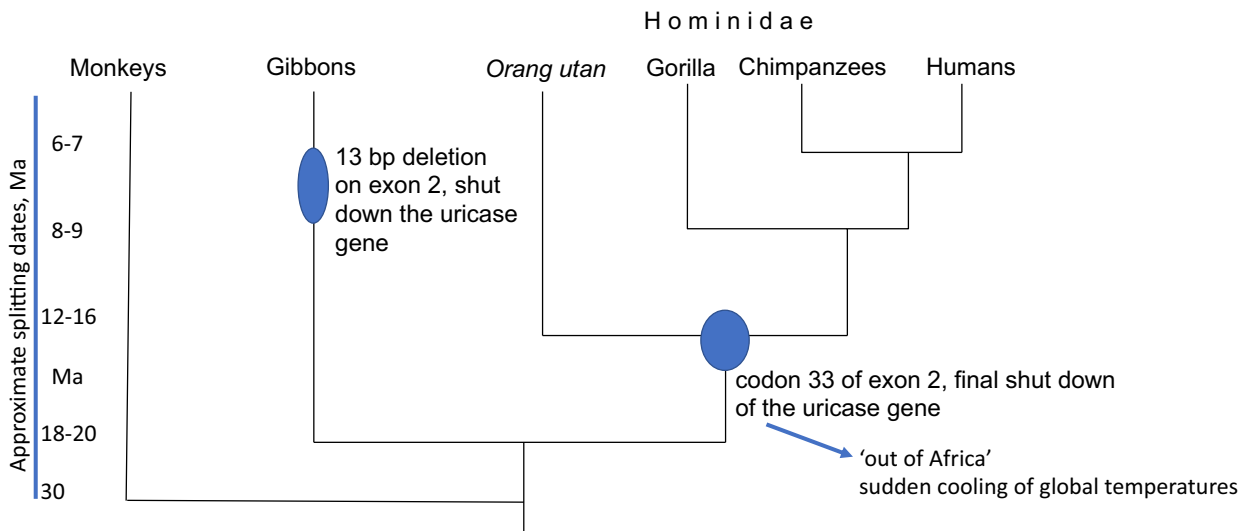 H o m i n i d a e
Monkeys
Gibbons
Orang utan
Gorilla
Chimpanzees
Humans
Approximate splitting dates, Ma
6-7
8-9
12-16
Ma
18-20
30
13 bp deletion
on exon 2, shut
down the uricase
gene
codon 33 of exon 2, final shut down
of the uricase gene
‘out of Africa’
sudden cooling of global temperatures